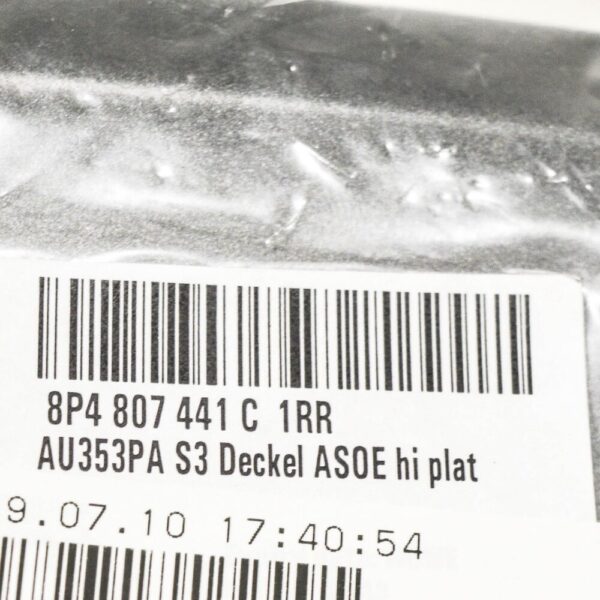 8P4 807 441 C 1RR
AU353PA S3 Deckel ASOE hi plat
9.07.10 17:40:54